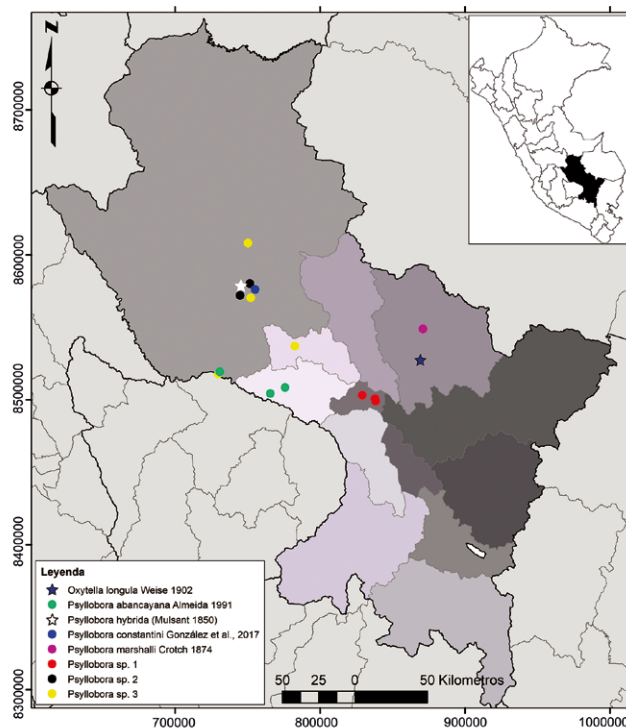 N
8700000
8600000
8500000
8400000
8300000
Leyenda
Oxytella longula Weise 1902
Psyllobora abancayana Almeida 1991
Psyllobora hybrida (Mulsant 1850)
Psyllobora constantini González et al., 2017
Psyllobora marshalli Crotch 1874
Psyllobora sp. 1
Psyllobora sp. 2
Psyllobora sp. 3
50 25 0 50 Kilómetros
700000 800000 900000 1000000